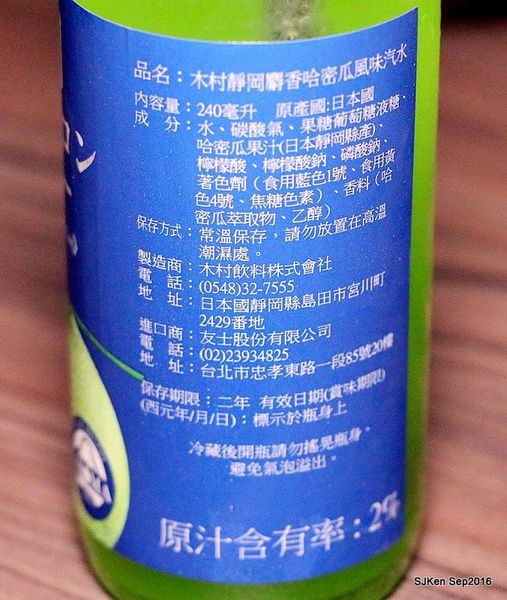 品名：木村靜岡麝香哈密瓜風味汽水
內容量：240毫升　原產國:日本國
成　分：水、碳酸氣、果糖葡萄糖液糖、
哈密瓜果汁(日本靜岡縣產)、
檸檬酸、檸檬酸鈉、磷酸鈉、
著色劑（食用藍色1號、食用黃
色4號、焦糖色素）、香料（哈
密瓜萃取物、乙醇）
保存方式：常溫保存，請勿放置在高溫
潮濕處。
製造商：木村飲料株式會社
電　話：(0548)32-7555
地　址：日本國靜岡縣島田市宮川町
2429番地
進口商：友士股份有限公司
電　話：(02)23934825
地址：台北市忠孝東路一段85號20樓
保存期限：二年 有效日期(賞味期限)
(西元年/月/日)：標示於瓶身上
冷藏後開瓶請勿搖晃瓶身、
避免氣泡溢出。
原汁含有率：2%
ロン
SJKen Sep2016